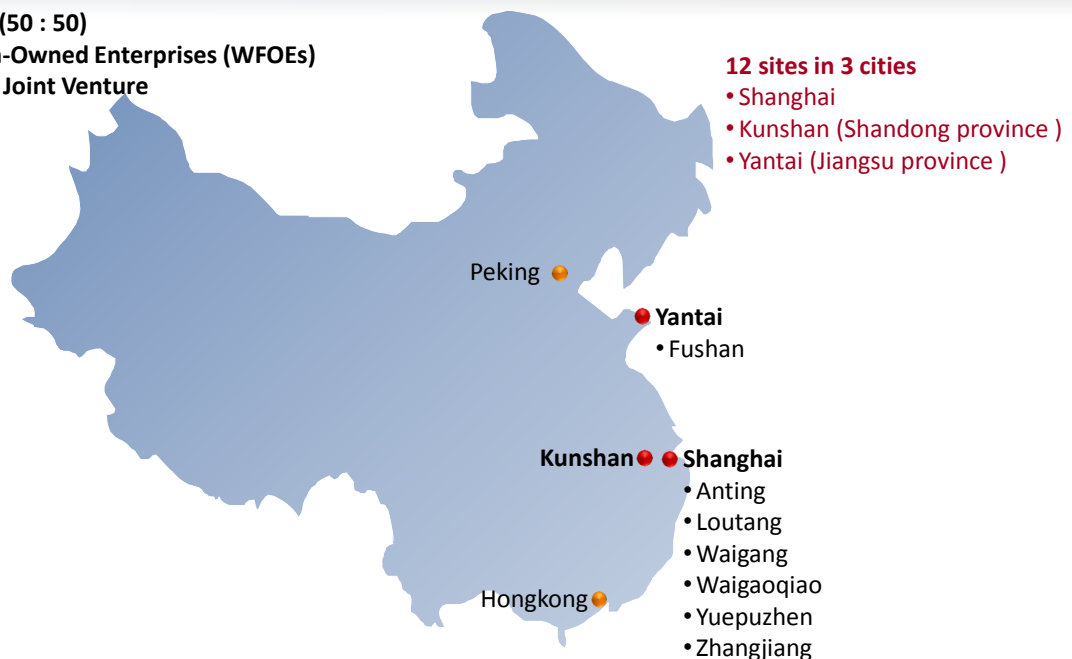 (50 : 50)
-Owned Enterprises (WFOEs)
Joint Venture
12 sites in 3 cities
• Shanghai
• Kunshan (Shandong province )
• Yantai (Jiangsu province )
Peking
Yantai
• Fushan
Kunshan
Shanghai
• Anting
• Loutang
• Waigang
• Waigaoqiao
• Yuepuzhen
• Zhangjiang
Hongkong